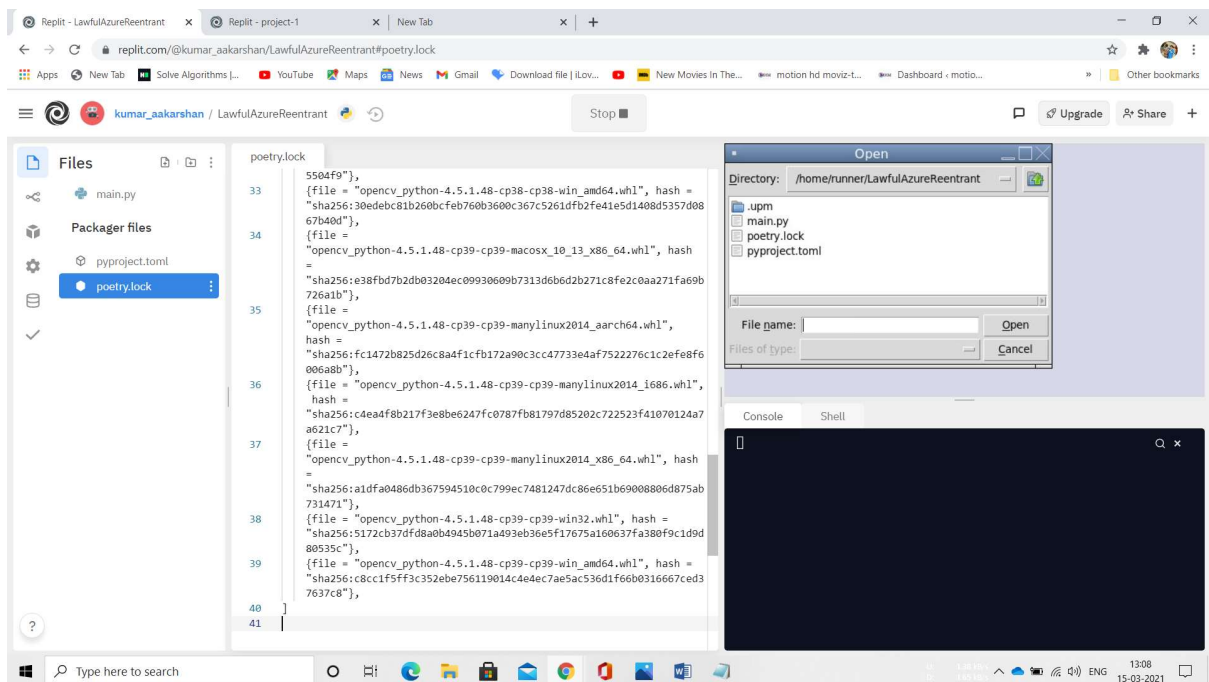 Replit - LawfulAzureReentrant
Replit - project-1
New Tab
replit.com/@kumar_aakarshan/LawfulAzureReentrant#poetry.lock
Apps New Tab Solve Algorithms |... YouTube Maps News Gmail Download file | iLov... New Movies In The... motion hd moviz-t... Dashboard ‹ motio... » Other bookmarks
kumar_aakarshan / LawfulAzureReentrant
Stop
Upgrade
Share
Files
main.py
Packager files
pyproject.toml
poetry.lock
poetry.lock
5504f9"},
33 {file = "opencv_python-4.5.1.48-cp38-cp38-win_amd64.whl", hash =
"sha256:30edebc81b260bcfeb760b3600c367c5261dfb2fe41e5d1408d5357d08
67b40d"},
34 {file =
"opencv_python-4.5.1.48-cp39-cp39-macosx_10_13_x86_64.whl", hash
=
"sha256:e38fbd7b2db03204ec09930609b7313d6b6d2b271c8fe2c0aa271fa69b
726a1b"},
35 {file =
"opencv_python-4.5.1.48-cp39-cp39-manylinux2014_aarch64.whl",
hash =
"sha256:fc1472b825d26c8a4f1cfb172a90c3cc47733e4af7522276c1c2efe8f6
006a8b"},
36 {file = "opencv_python-4.5.1.48-cp39-cp39-manylinux2014_i686.whl",
hash =
"sha256:c4ea4f8b217f3e8be6247fc0787fb81797d85202c722523f41070124a7
a621c7"},
37 {file =
"opencv_python-4.5.1.48-cp39-cp39-manylinux2014_x86_64.whl", hash
=
"sha256:a1dfa0486db367594510c0c799ec7481247dc86e651b69008806d875ab
731471"},
38 {file = "opencv_python-4.5.1.48-cp39-cp39-win32.whl", hash =
"sha256:5172cb37dfd8a0b4945b071a493eb36e5f17675a160637fa380f9c1d9d
80535c"},
39 {file = "opencv_python-4.5.1.48-cp39-cp39-win_amd64.whl", hash =
"sha256:c8cc1f5ff3c352ebe756119014c4e4ec7ae5ac536d1f66b0316667ced3
7637c8"},
40 ]
41
Open
Directory: /home/runner/LawfulAzureReentrant
.upm
main.py
poetry.lock
pyproject.toml
File name:
Open
Files of type:
Cancel
Console
Shell
?
Type here to search
ENG
13:08
15-03-2021